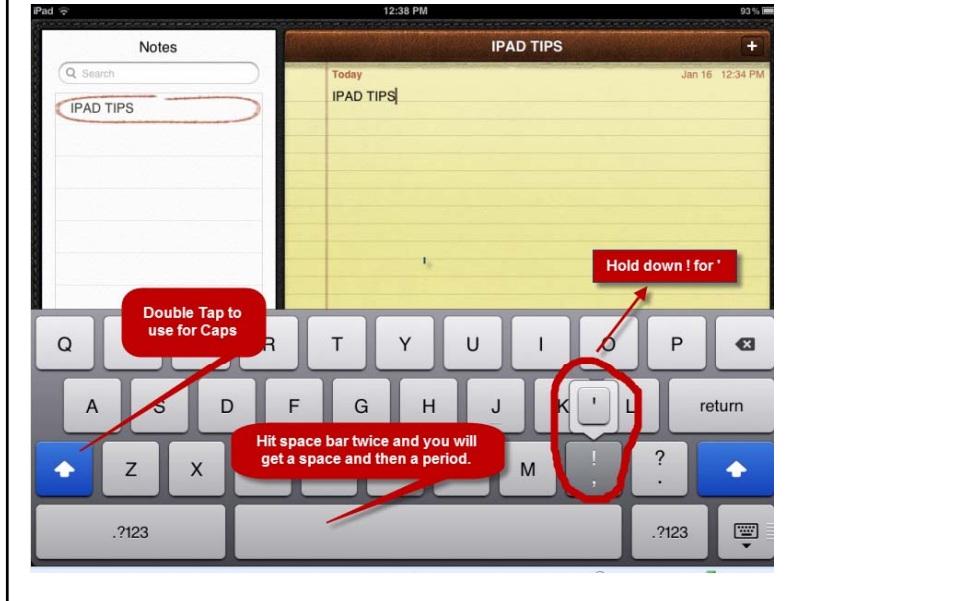 iPad 12:38 PM 93%
Notes
IPAD TIPS
+
Search
Today Jan 16 12:34 PM
IPAD TIPS
IPAD TIPS
'
Hold down ! for '
Double Tap to
use for Caps
Q R T Y U I O P
A S D F G H J K ' L return
Hit space bar twice and you will
get a space and then a period.
Z X M ! , ? .
.?123 .?123